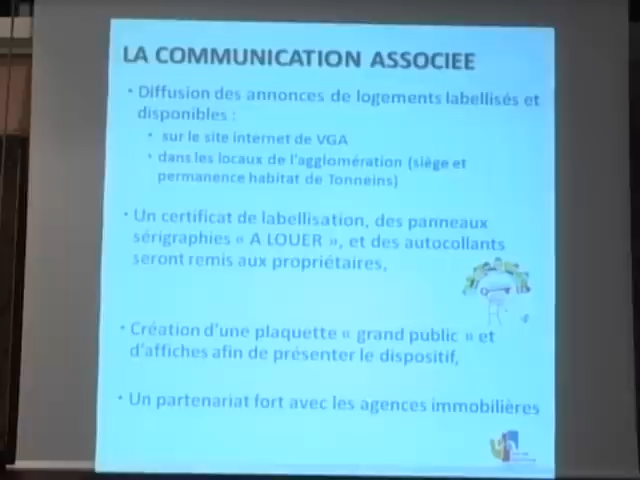 LA COMMUNICATION ASSOCIEE
• Diffusion des annonces de logements labellisés et
disponibles :
• sur le site internet de VGA
• dans les locaux de l'agglomération (siège et
permanence habitat de Tonneins)
• Un certificat de labellisation, des panneaux
sérigraphies « A LOUER », et des autocollants
seront remis aux propriétaires,
• Création d'une plaquette « grand public » et
d'affiches afin de présenter le dispositif,
• Un partenariat fort avec les agences immobilières